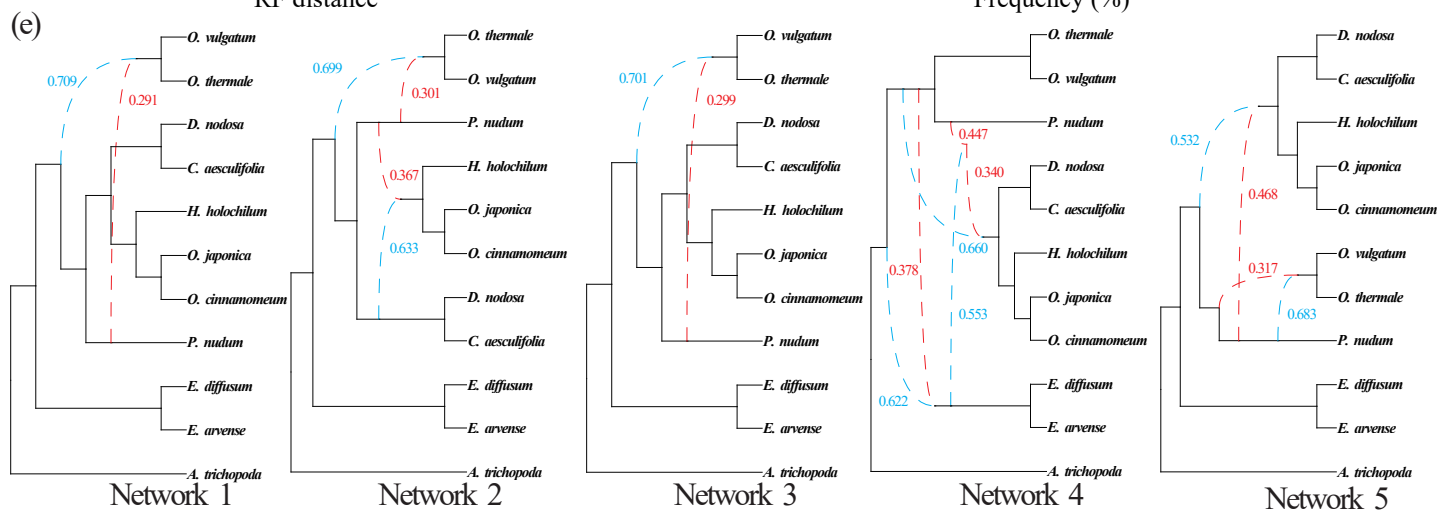 RF distance
Frequency (%)
(e)
O. vulgatum
O. thermale
D. nodosa
C. aesculifolia
H. holochilum
O. japonica
O. cinnamomeum
P. nudum
E. diffusum
E. arvense
A. trichopoda
0.709
0.291
Network 1
O. thermale
O. vulgatum
P. nudum
H. holochilum
O. japonica
O. cinnamomeum
D. nodosa
C. aesculifolia
E. diffusum
E. arvense
A. trichopoda
0.699
0.301
0.367
0.633
Network 2
O. vulgatum
O. thermale
D. nodosa
C. aesculifolia
H. holochilum
O. japonica
O. cinnamomeum
P. nudum
E. diffusum
E. arvense
A. trichopoda
0.701
0.299
Network 3
O. thermale
O. vulgatum
P. nudum
D. nodosa
C. aesculifolia
H. holochilum
O. japonica
O. cinnamomeum
E. diffusum
E. arvense
A. trichopoda
0.447
0.340
0.660
0.378
0.553
0.622
Network 4
D. nodosa
C. aesculifolia
H. holochilum
O. japonica
O. cinnamomeum
O. vulgatum
O. thermale
P. nudum
E. diffusum
E. arvense
A. trichopoda
0.532
0.468
0.317
0.683
Network 5